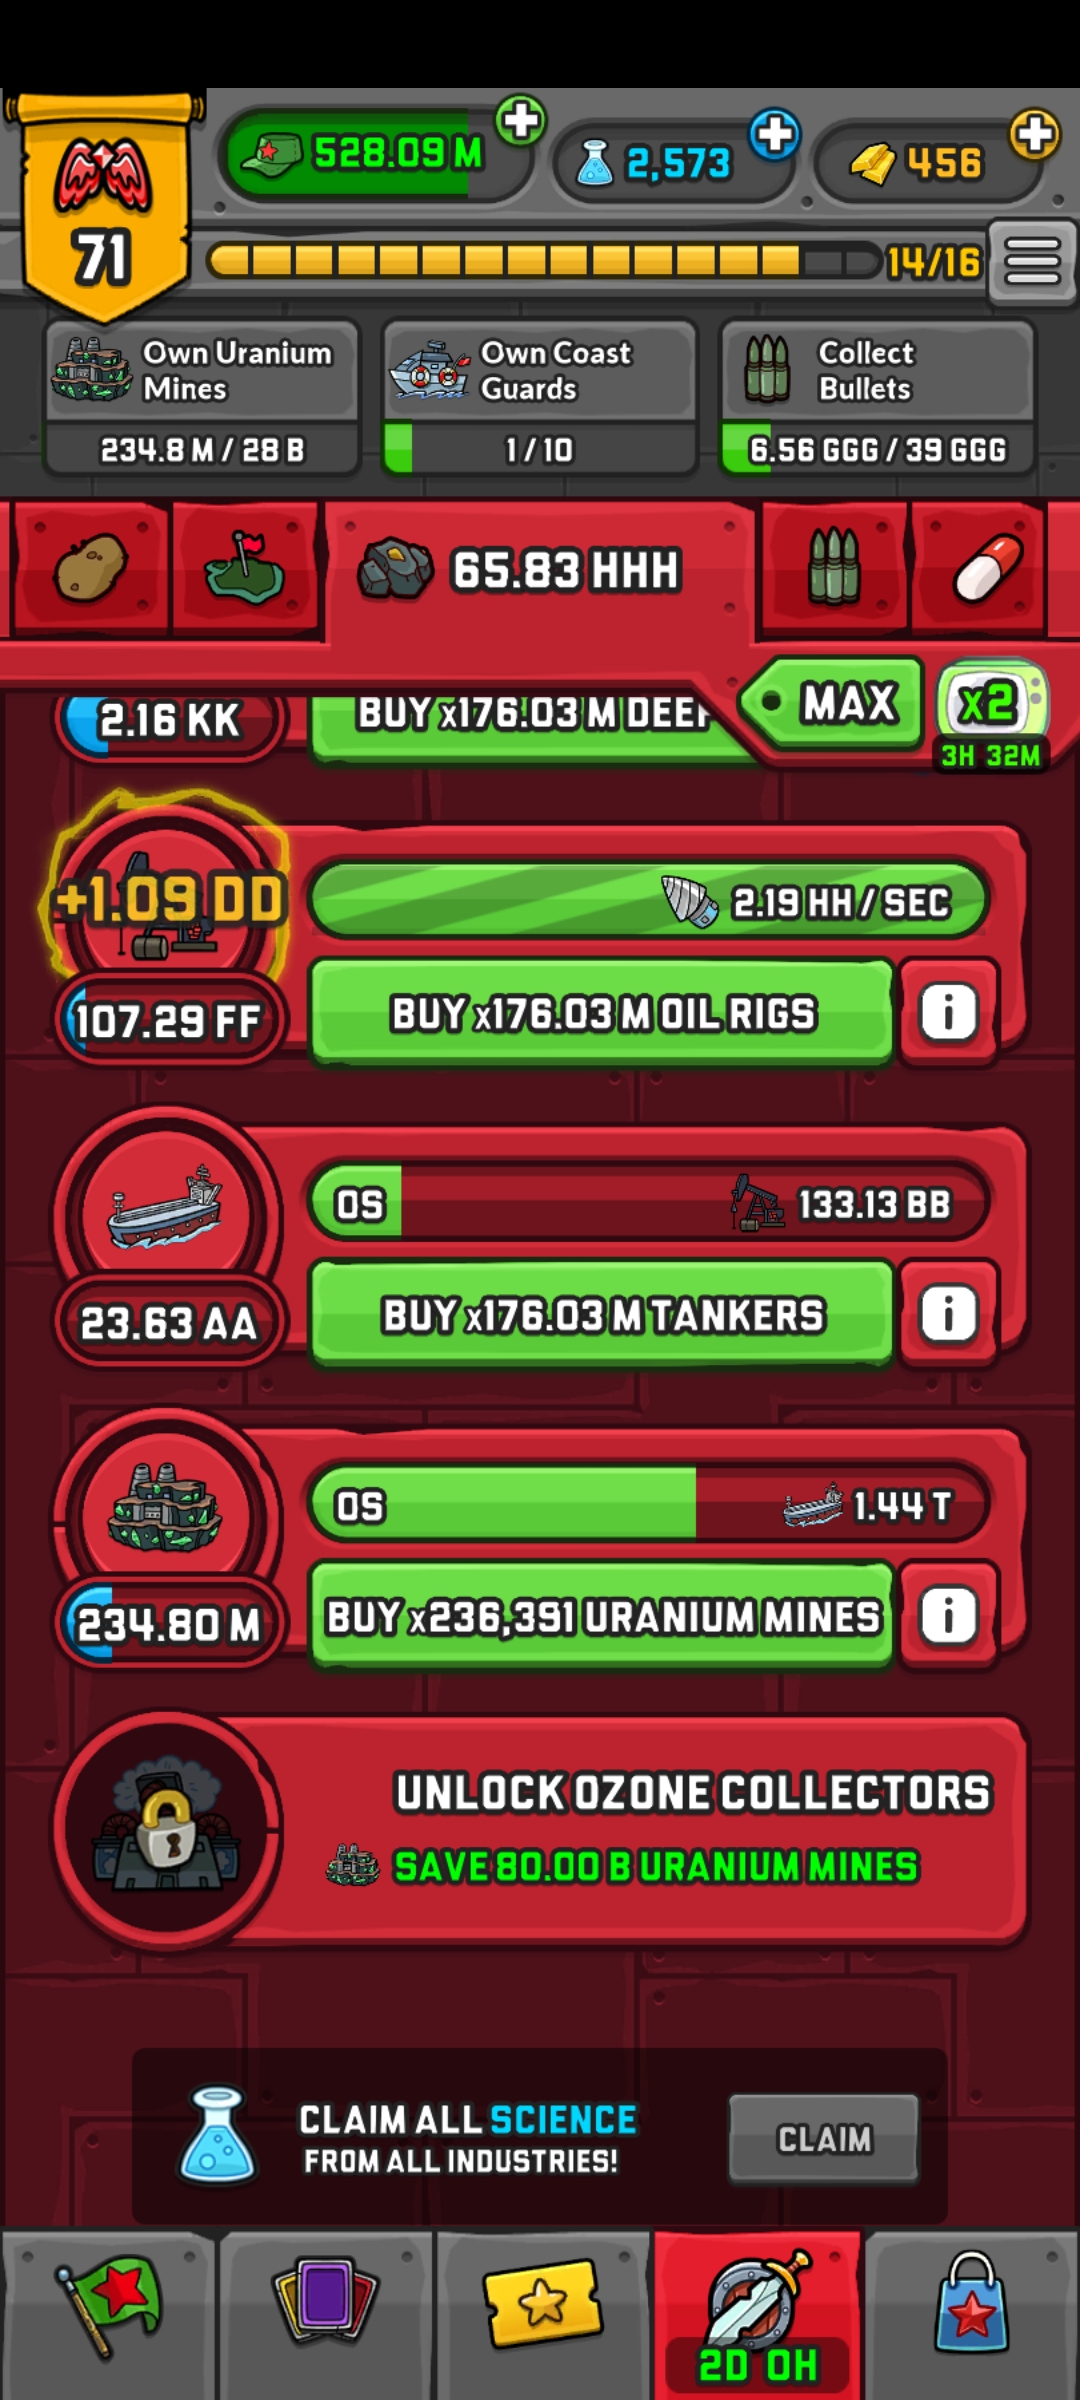 71
528.09 M
2,573
456
14/16
Own Uranium
Mines
234.8 M / 28 B
Own Coast
Guards
1 / 10
Collect
Bullets
6.56 GGG / 39 GGG
65.83 HHH
MAX
x2
3H 32M
2.16 KK
BUY x176.03 M DEEP
+1.09 DD
2.19 HH / SEC
107.29 FF
BUY x176.03 M OIL RIGS
i
0S
133.13 BB
23.63 AA
BUY x176.03 M TANKERS
i
0S
1.44 T
234.80 M
BUY x236,391 URANIUM MINES
i
UNLOCK OZONE COLLECTORS
SAVE 80.00 B URANIUM MINES
CLAIM ALL SCIENCE
FROM ALL INDUSTRIES!
CLAIM
2D 0H